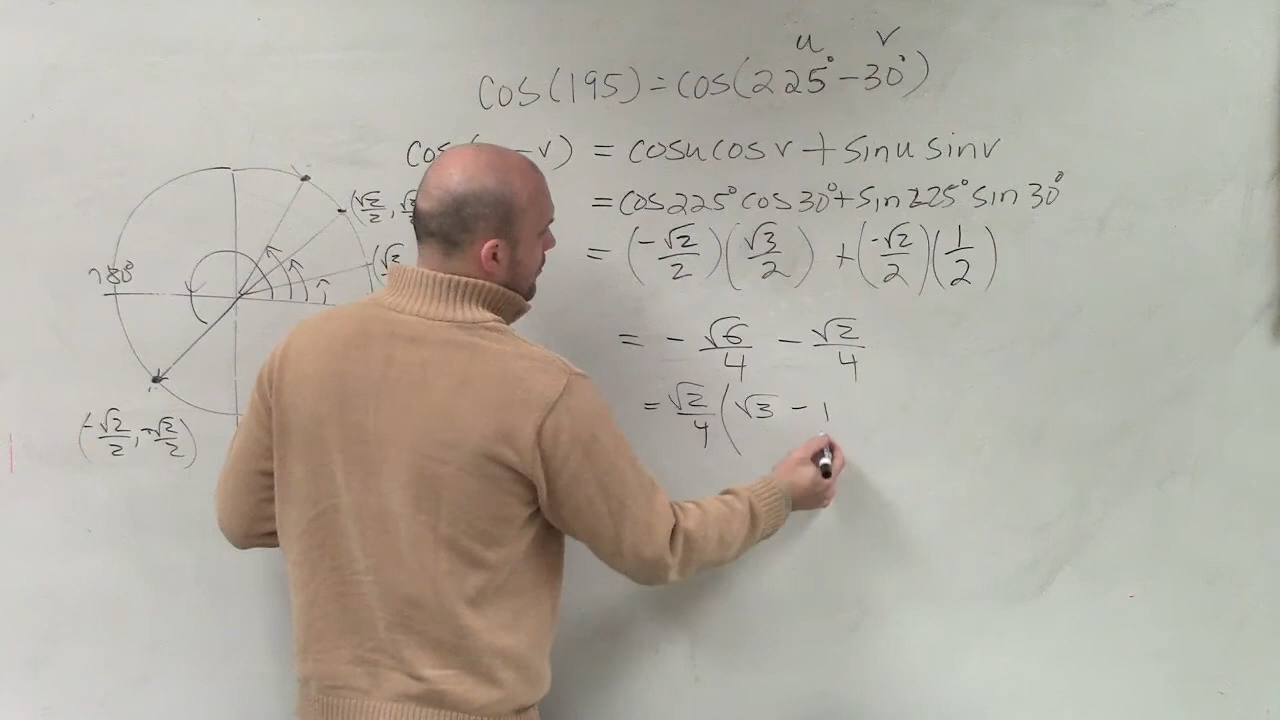 u v
cos(195) = cos(225° - 30°)
cos( - v) = cosu cosv + sinu sinv
= cos225° cos30° + sin225° sin30°
= (-√2/2)(√3/2) + (-√2/2)(1/2)
= - √6/4 - √2/4
= √2/4 (√3 - 1
(√2/2, √
(√3
180°
(-√2/2, -√2/2)